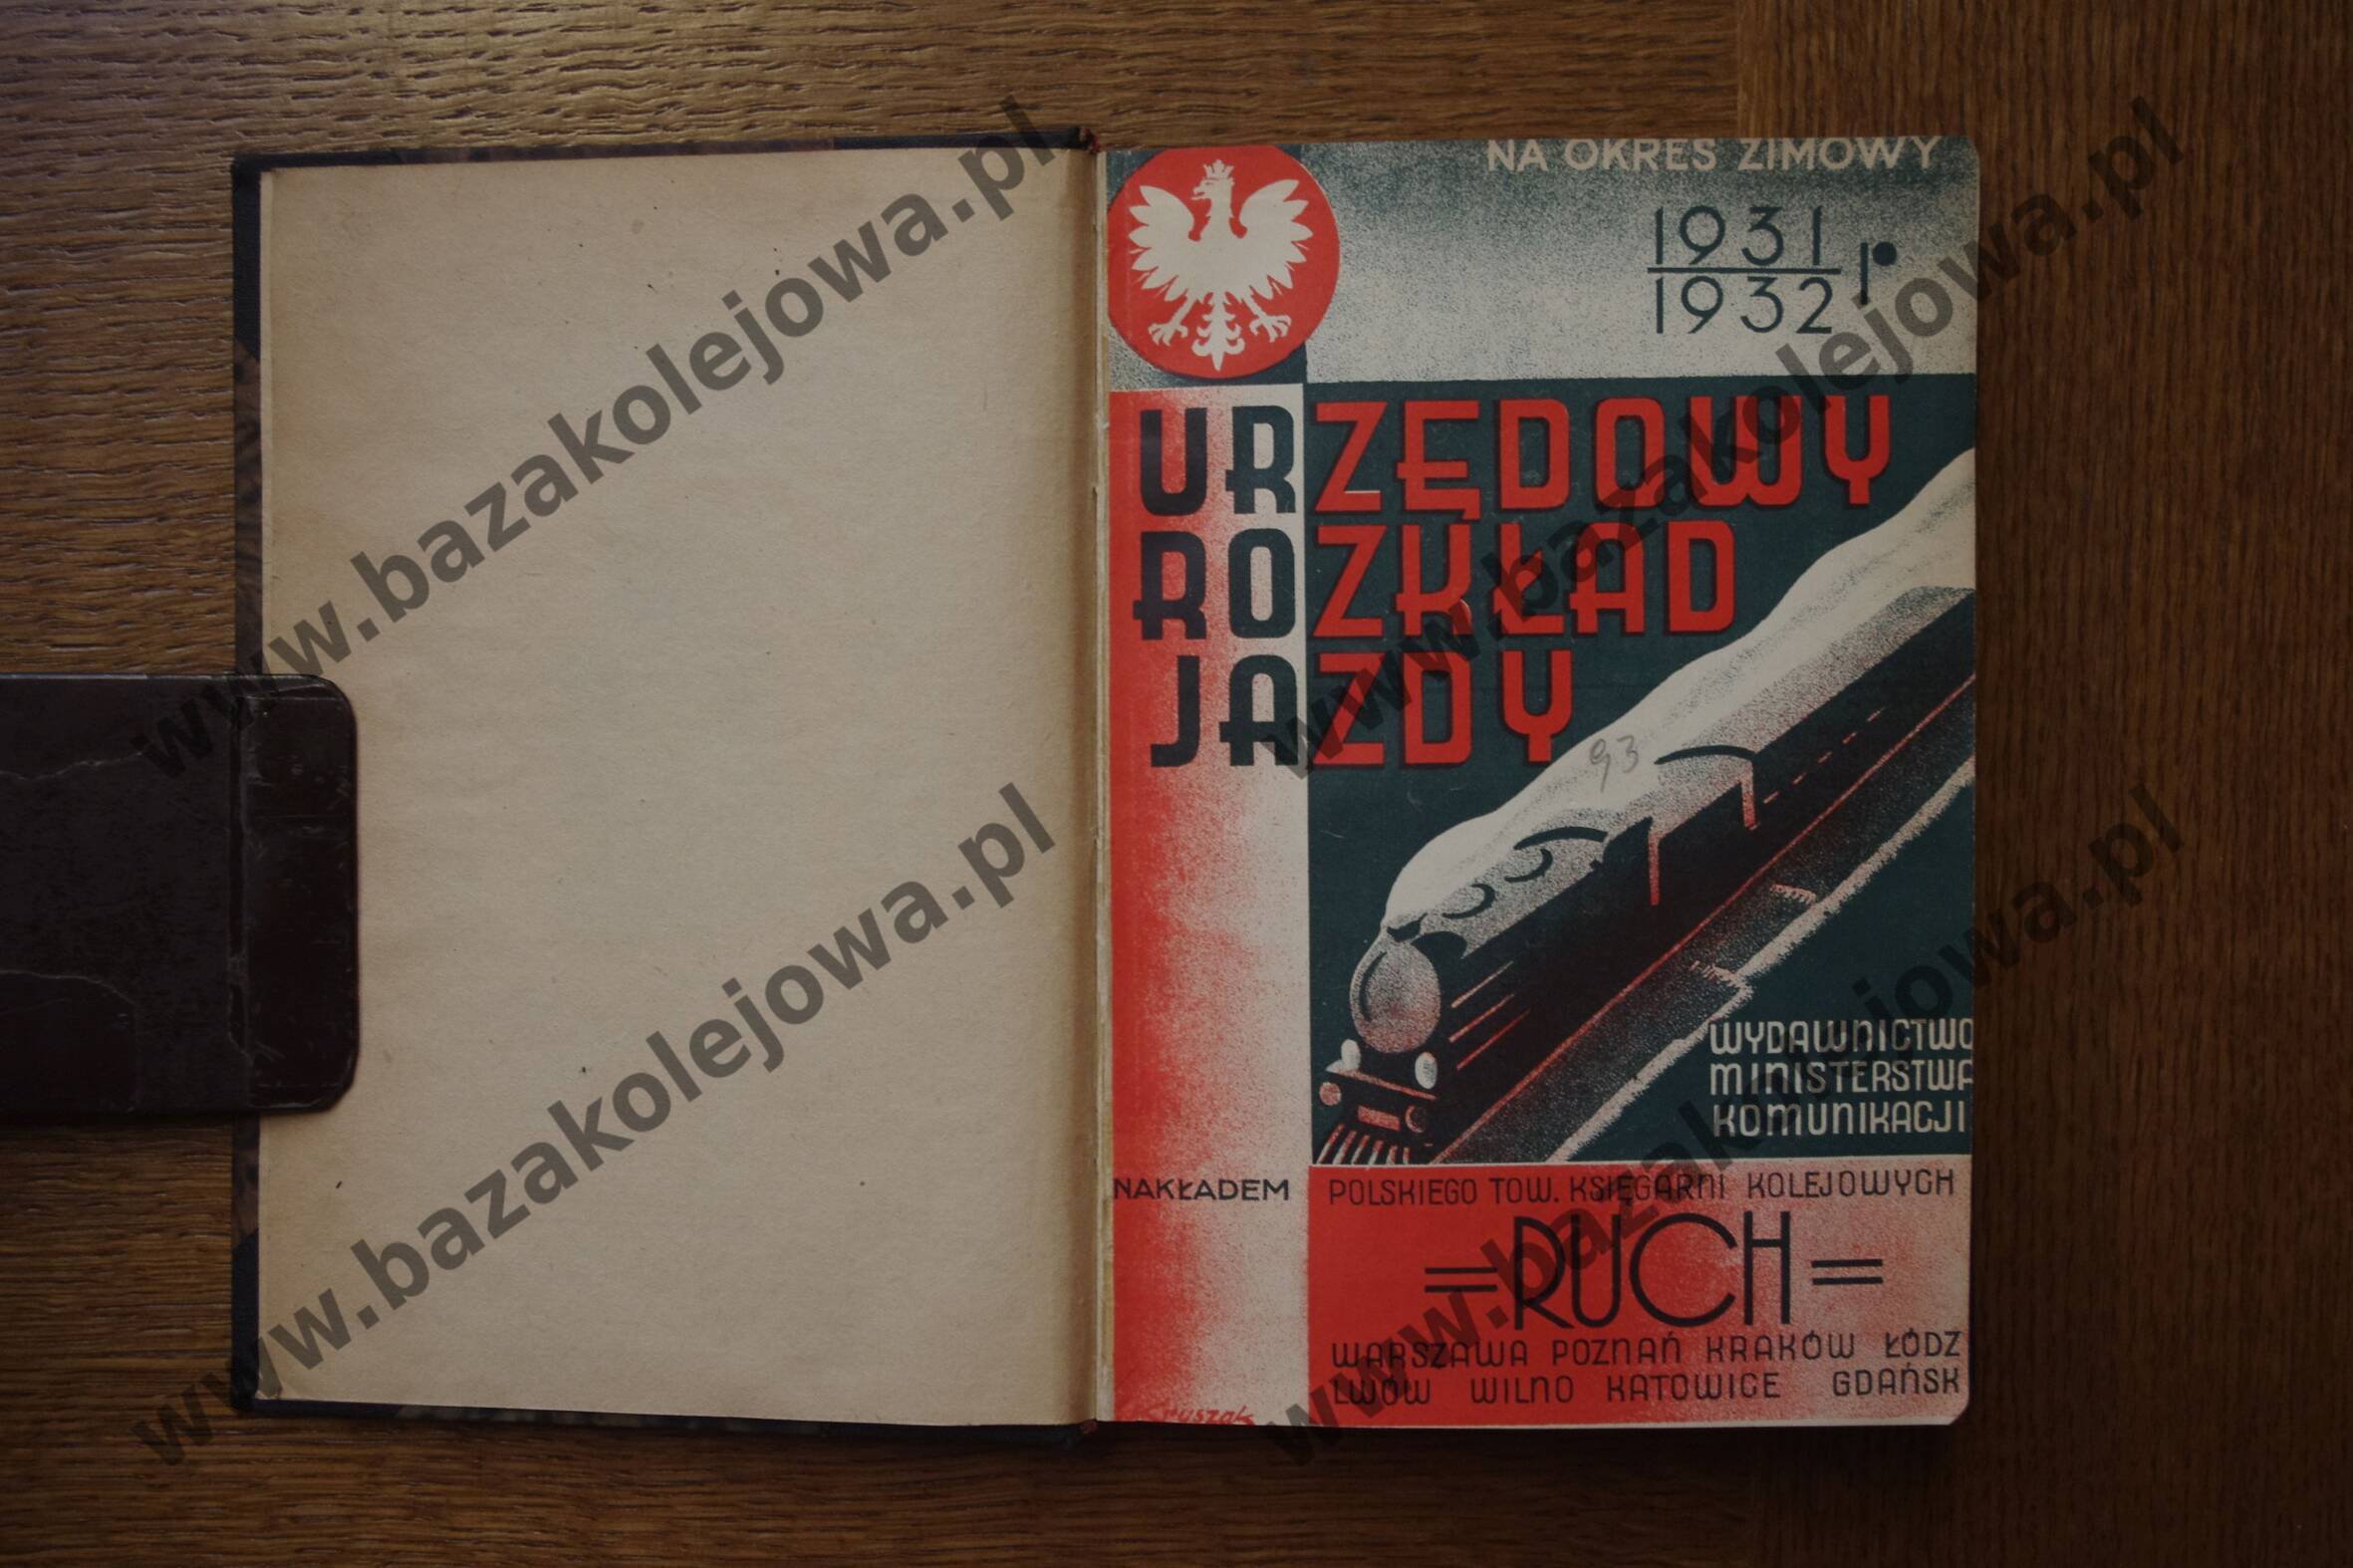 NA OKRES ZIMOWY
1931
1932 r.
URZĘDOWY
ROZKŁAD
JAZDY
93
WYDAWNICTWO
MINISTERSTWA
KOMUNIKACJI
NAKŁADEM POLSKIEGO TOW. KSIĘGARNI KOLEJOWYCH
=RUCH=
WARSZAWA POZNAŃ KRAKÓW ŁÓDZ
LWÓW WILNO KATOWICE GDAŃSK
www.bazakolejowa.pl
www.bazakolejowa.pl
www.bazakolejowa.pl
www.bazakolejowa.pl